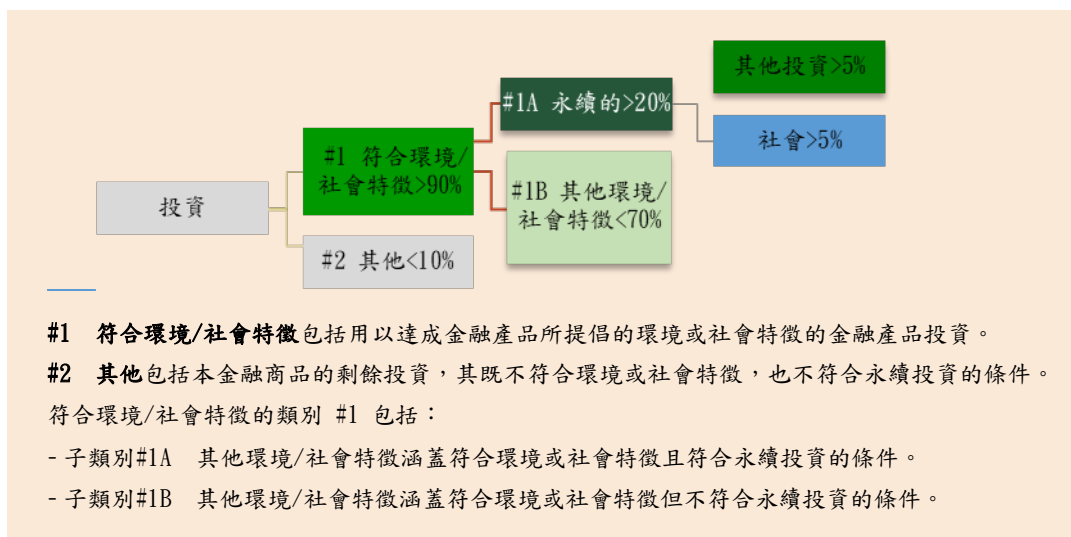 投資
#1 符合環境/
社會特徵>90%
#2 其他<10%
#1A 永續的>20%
#1B 其他環境/
社會特徵<70%
其他投資>5%
社會>5%
#1 符合環境/社會特徵包括用以達成金融產品所提倡的環境或社會特徵的金融產品投資。
#2 其他包括本金融商品的剩餘投資，其既不符合環境或社會特徵，也不符合永續投資的條件。
符合環境/社會特徵的類別 #1 包括：
- 子類別#1A 其他環境/社會特徵涵蓋符合環境或社會特徵且符合永續投資的條件。
- 子類別#1B 其他環境/社會特徵涵蓋符合環境或社會特徵但不符合永續投資的條件。